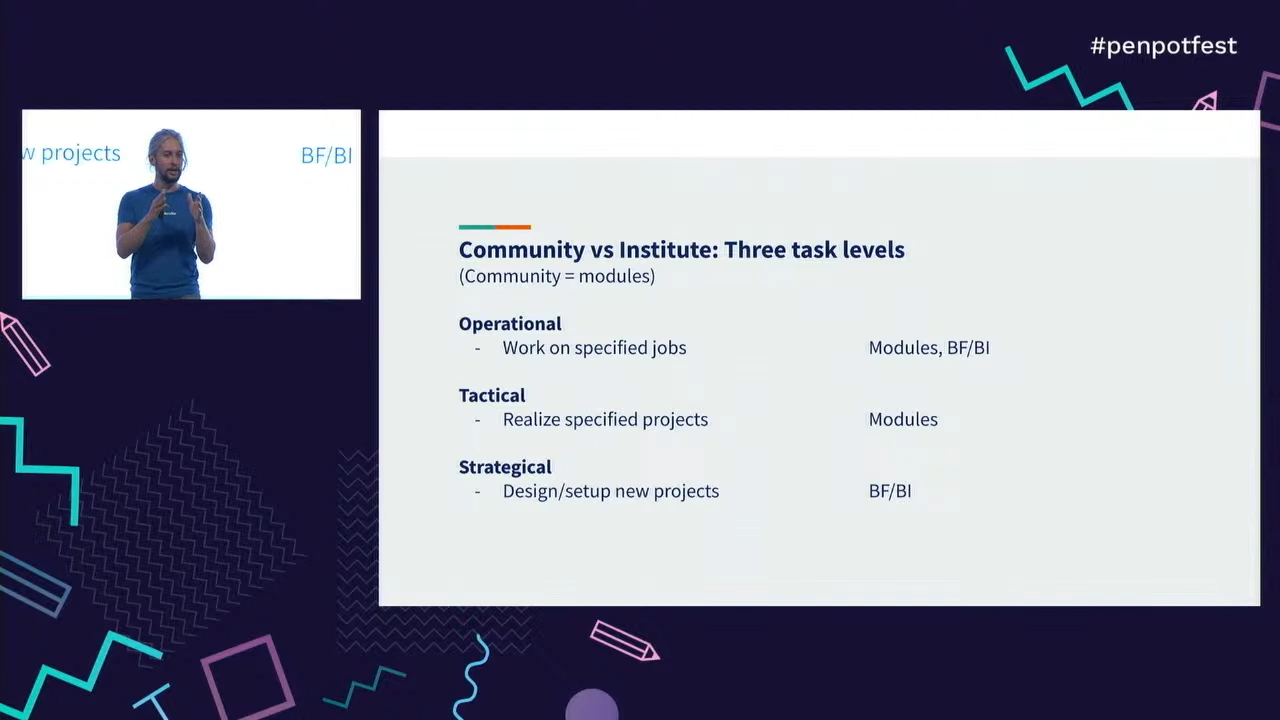 #penpotfest
w projects
BF/BI
Community vs Institute: Three task levels
(Community = modules)
Operational
- Work on specified jobs Modules, BF/BI
Tactical
- Realize specified projects Modules
Strategical
- Design/setup new projects BF/BI